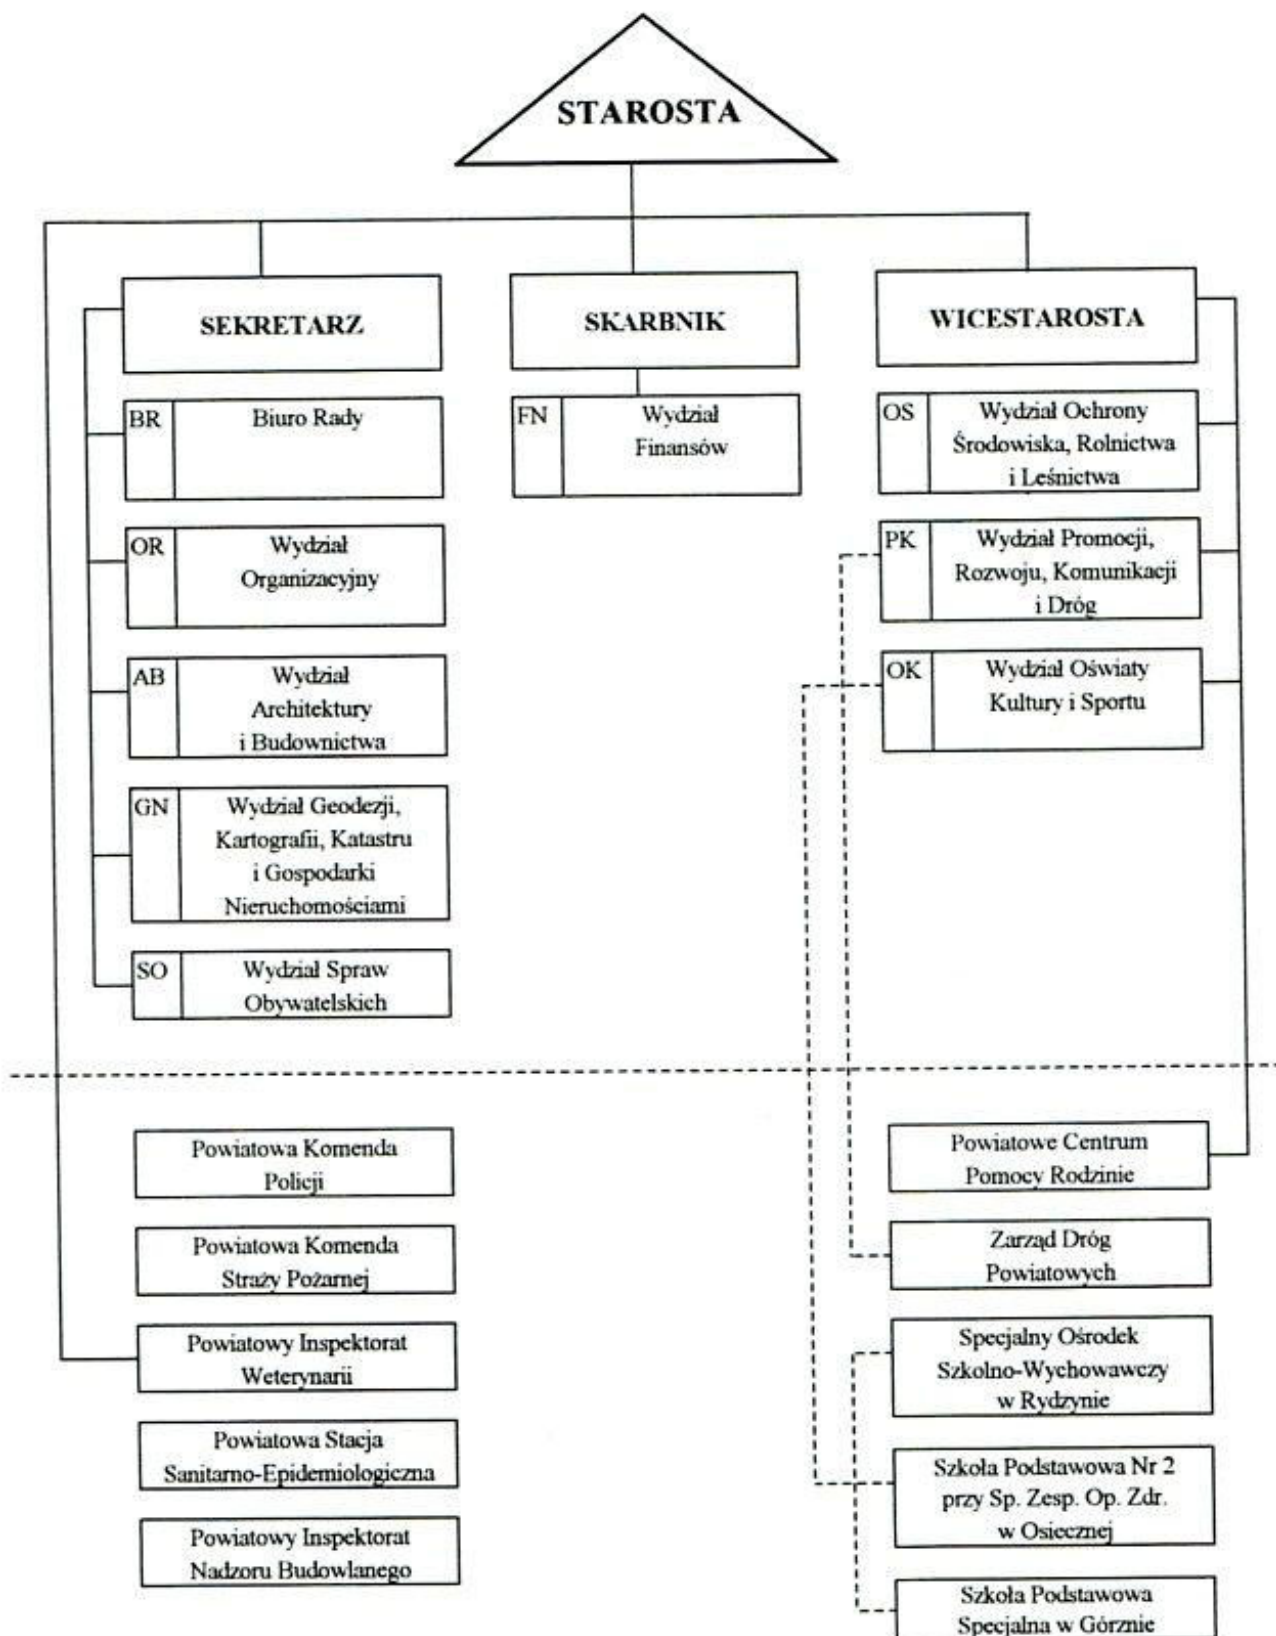 STAROSTA
SEKRETARZ
BR
Biuro Rady
OR
Wydział
Organizacyjny
AB
Wydział
Architektury
i Budownictwa
GN
Wydział Geodezji,
Kartografii, Katastru
i Gospodarki
Nieruchomościami
SO
Wydział Spraw
Obywatelskich
SKARBNIK
FN
Wydział
Finansów
WICESTAROSTA
OS
Wydział Ochrony
Środowiska, Rolnictwa
i Leśnictwa
PK
Wydział Promocji,
Rozwoju, Komunikacji
i Dróg
OK
Wydział Oświaty
Kultury i Sportu
Powiatowa Komenda
Policji
Powiatowa Komenda
Straży Pożarnej
Powiatowy Inspektorat
Weterynarii
Powiatowa Stacja
Sanitarno-Epidemiologiczna
Powiatowy Inspektorat
Nadzoru Budowlanego
Powiatowe Centrum
Pomocy Rodzinie
Zarząd Dróg
Powiatowych
Specjalny Ośrodek
Szkolno-Wychowawczy
w Rydzynie
Szkoła Podstawowa Nr 2
przy Sp. Zesp. Op. Zdr.
w Osiecznej
Szkoła Podstawowa
Specjalna w Górznie